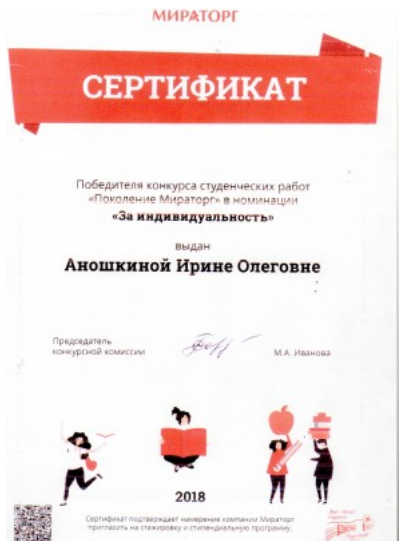 МИРАТОРГ
СЕРТИФИКАТ
Победителя конкурса студенческих работ
«Поколение Мираторг» в номинации
«За индивидуальность»
выдан
Аношкиной Ирине Олеговне
Председатель
конкурсной комиссии
М.А. Иванова
2018
Сертификат подтверждает намерение компании Мираторг
пригласить на стажировку и стипендиальную программу.